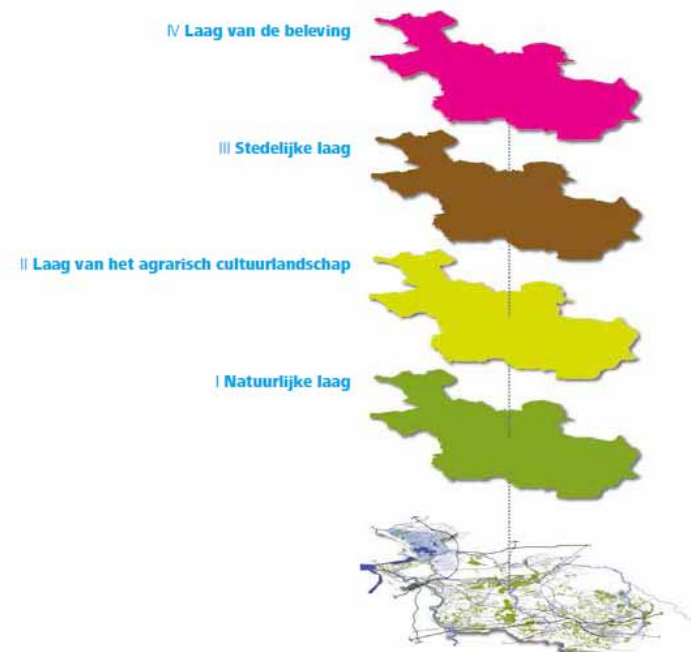 IV Laag van de beleving
III Stedelijke laag
II Laag van het agrarisch cultuurlandschap
I Natuurlijke laag